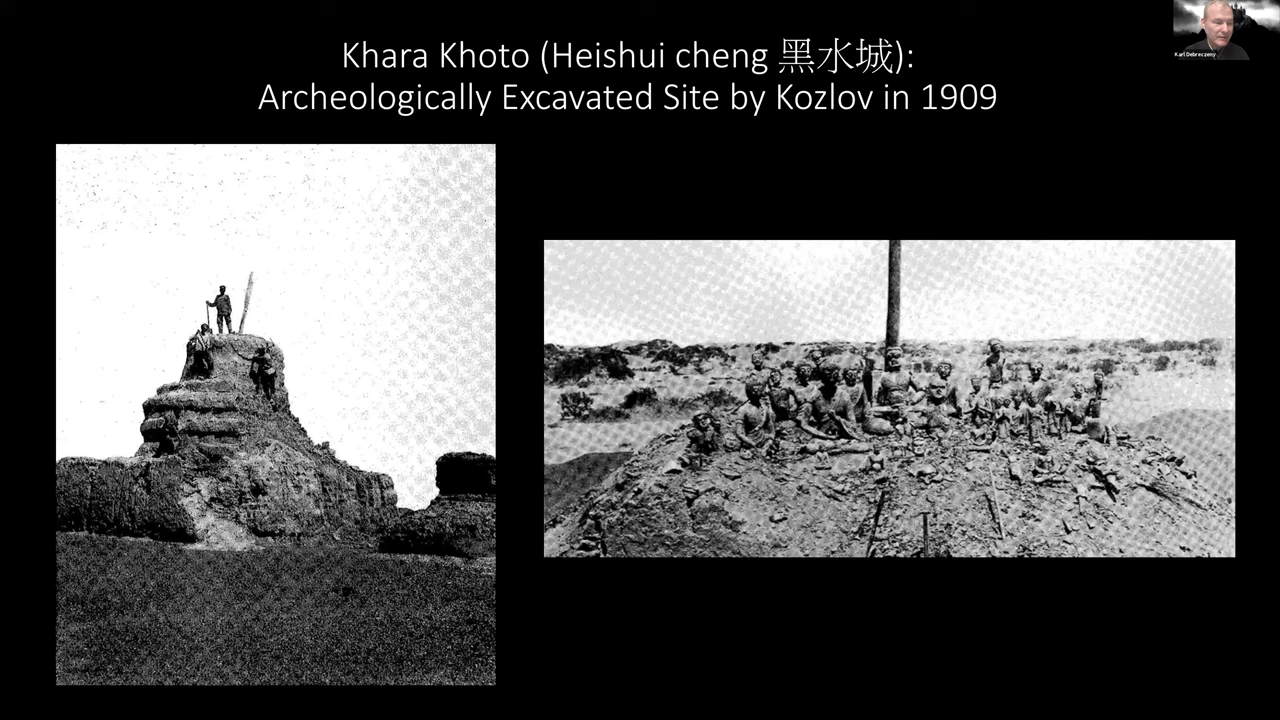 Khara Khoto (Heishui cheng 黑水城):
Archeologically Excavated Site by Kozlov in 1909
Karl Debreczeny